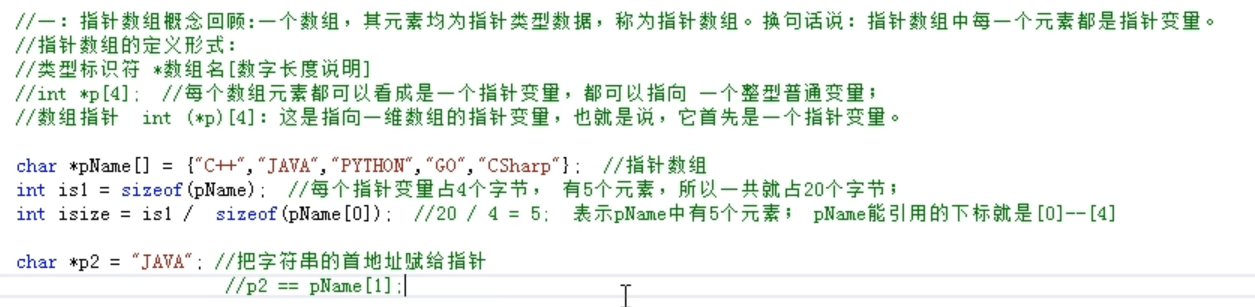 //一：指针数组概念回顾:一个数组，其元素均为指针类型数据，称为指针数组。换句话说：指针数组中每一个元素都是指针变量。
//指针数组的定义形式：
//类型标识符 *数组名[数字长度说明]
//int *p[4];  //每个数组元素都可以看成是一个指针变量，都可以指向 一个整型普通变量；
//数组指针  int (*p)[4]：这是指向一维数组的指针变量，也就是说，它首先是一个指针变量。
char *pName[] = {"C++","JAVA","PYTHON","GO","CSharp"};  //指针数组
int is1 = sizeof(pName);  //每个指针变量占4个字节， 有5个元素，所以一共就占20个字节；
int isize = is1 /  sizeof(pName[0]);  //20 / 4 = 5;  表示pName中有5个元素； pName能引用的下标就是[0]--[4]
char *p2 = "JAVA"; //把字符串的首地址赋给指针
//p2 == pName[1];